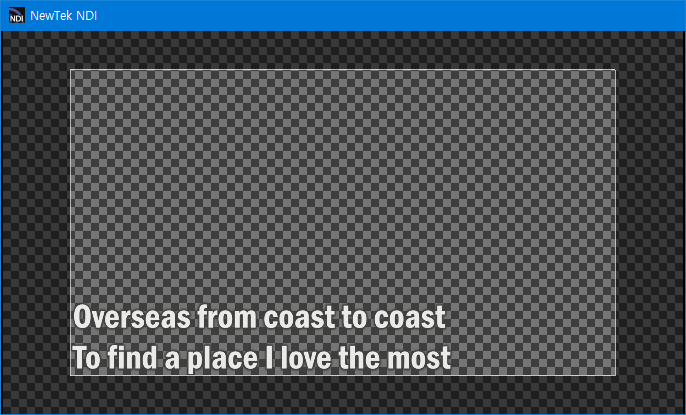 NDI
NewTek NDI
Overseas from coast to coast
To find a place I love the most